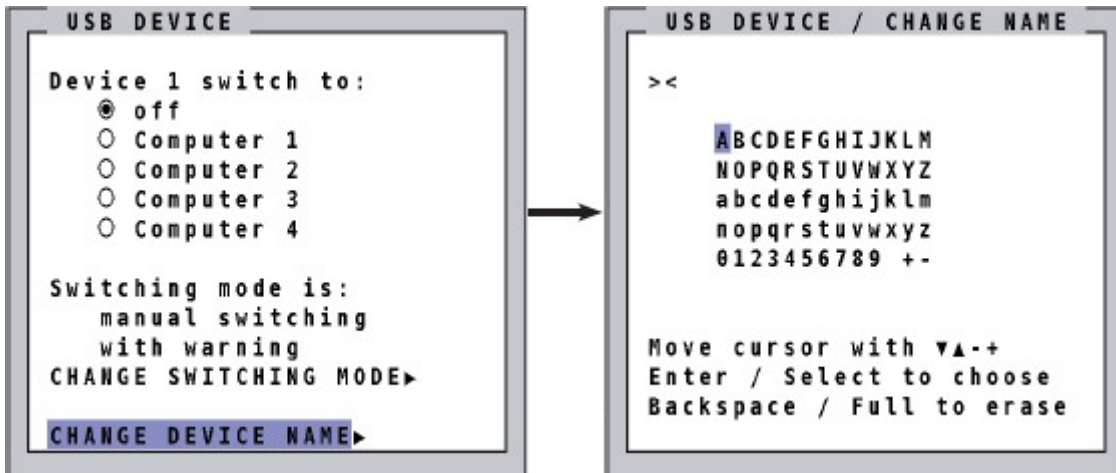 USB DEVICE
Device 1 switch to:
off
Computer 1
Computer 2
Computer 3
Computer 4
Switching mode is:
manual switching
with warning
CHANGE SWITCHING MODE▶
CHANGE DEVICE NAME▶
USB DEVICE / CHANGE NAME
><
ABCDEFGHIJKLM
NOPQRSTUVWXYZ
abcdefghijklm
nopqrstuvwxyz
0123456789 +-
Move cursor with ▼▲-+
Enter / Select to choose
Backspace / Full to erase